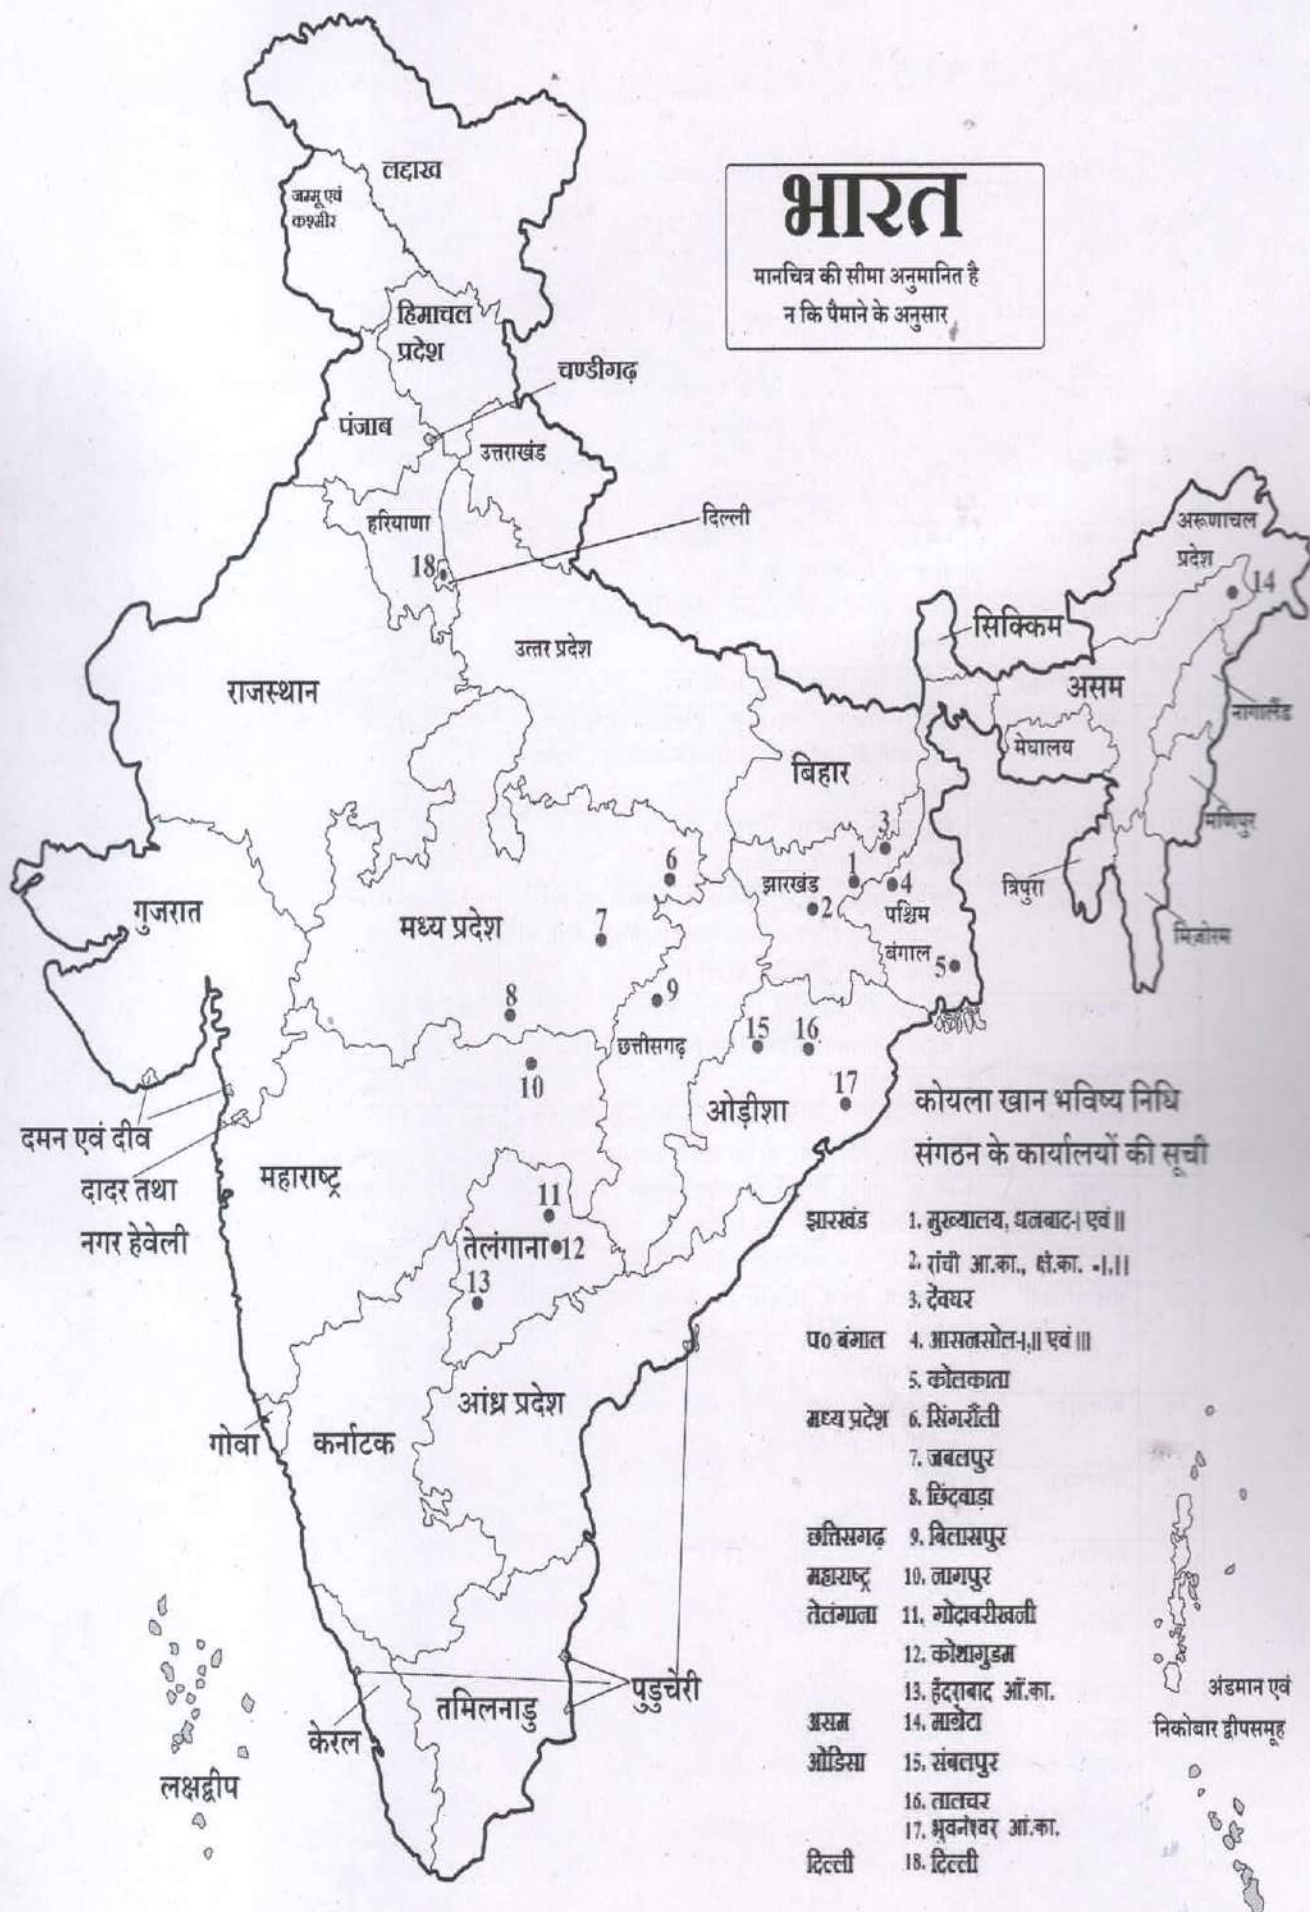 भारत
मानचित्र की सीमा अनुमानित है
न कि पैमाने के अनुसार
लद्दाख
जम्मू एवं
कश्मीर
हिमाचल
प्रदेश
चण्डीगढ़
पंजाब
उत्तराखंड
हरियाणा
दिल्ली
18
अरूणाचल
प्रदेश
14
सिक्किम
उत्तर प्रदेश
राजस्थान
असम
नागालैंड
मेघालय
बिहार
मणिपुर
3
6
झारखंड
1
4
2
त्रिपुरा
गुजरात
मध्य प्रदेश
7
पश्चिम
बंगाल
5
मिज़ोरम
8
9
छत्तीसगढ़
15
16
10
17
ओड़ीशा
दमन एवं दीव
दादर तथा
नगर हेवेली
महाराष्ट्र
11
तेलंगाना
12
13
आंध्र प्रदेश
गोवा
कर्नाटक
पुडुचेरी
तमिलनाडु
केरल
लक्षद्वीप
अंडमान एवं
निकोबार द्वीपसमूह
कोयला खान भविष्य निधि
संगठन के कार्यालयों की सूची
झारखंड 1. मुख्यालय, धनबाद-I एवं II
2. राँची आ.का., क्षे.का. -I,II
3. देवघर
प0 बंगाल 4. आसनसोल-I,II एवं III
5. कोलकाता
मध्य प्रदेश 6. सिंगरौली
7. जबलपुर
8. छिंदवाड़ा
छत्तिसगढ़ 9. बिलासपुर
महाराष्ट्र 10. नागपुर
तेलंगाना 11. गोदावरीखनी
12. कोथागुडम
13. हैदराबाद आँ.का.
असम 14. माग्रेटा
ओडिसा 15. संबलपुर
16. तालचर
17. भुवनेश्वर आं.का.
दिल्ली 18. दिल्ली